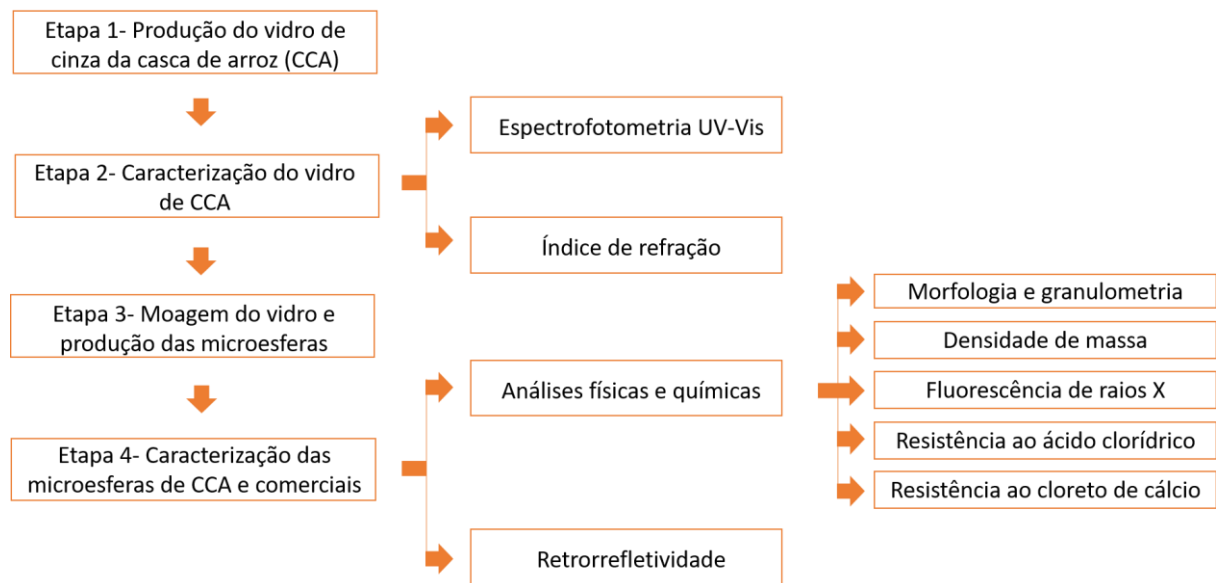 Etapa 1- Produção do vidro de
cinza da casca de arroz (CCA)
Etapa 2- Caracterização do vidro
de CCA
Espectrofotometria UV-Vis
Índice de refração
Etapa 3- Moagem do vidro e
produção das microesferas
Etapa 4- Caracterização das
microesferas de CCA e comerciais
Análises físicas e químicas
Retrorrefletividade
Morfologia e granulometria
Densidade de massa
Fluorescência de raios X
Resistência ao ácido clorídrico
Resistência ao cloreto de cálcio